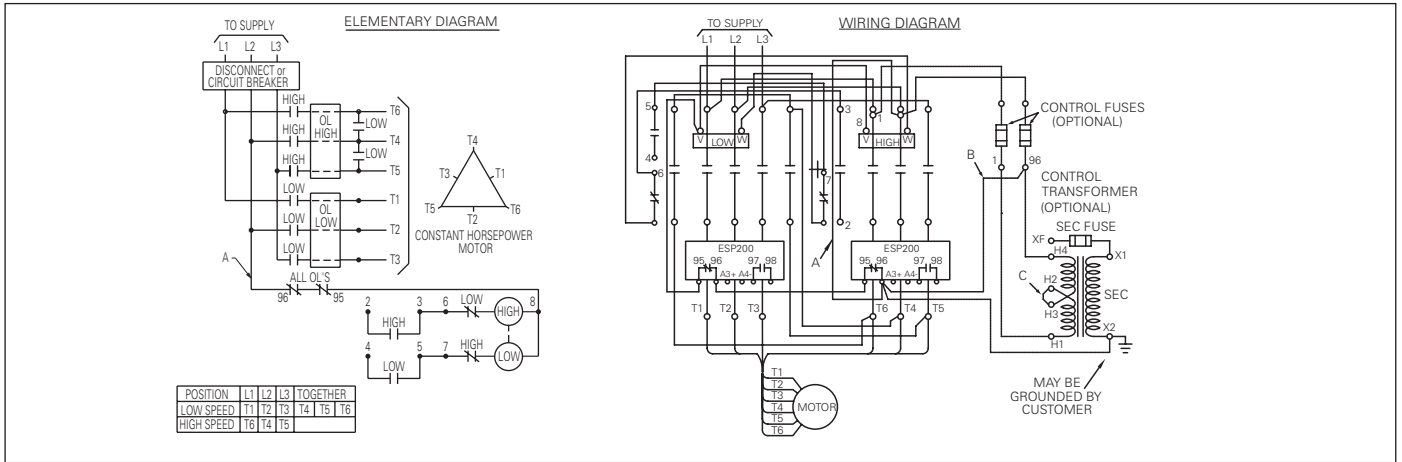 ELEMENTARY DIAGRAM
TO SUPPLY
L1 L2 L3
DISCONNECT or
CIRCUIT BREAKER
HIGH
HIGH
HIGH
OL
HIGH
T6
LOW
T4
LOW
T5
LOW
LOW
LOW
OL
LOW
T1
T2
T3
T4
T3 T1
T5 T6
T2
CONSTANT HORSEPOWER
MOTOR
A
ALL OL'S
96 95
2 3 6 LOW HIGH 8
HIGH
4 5 7 HIGH LOW
LOW
POSITION L1 L2 L3 TOGETHER
LOW SPEED T1 T2 T3 T4 T5 T6
HIGH SPEED T6 T4 T5
WIRING DIAGRAM
TO SUPPLY
L1 L2 L3
5
4
6
V LOW W
3
7
2
8
1
V HIGH W
A
ESP200
95 96 97 98
A3+ A4-
ESP200
95 96 97 98
A3+ A4-
T1 T2 T3
T6 T4 T5
T1
T2
T3
T4
T5
T6
MOTOR
CONTROL FUSES
(OPTIONAL)
B
1 96
CONTROL
TRANSFORMER
(OPTIONAL)
SEC FUSE
XF
H4 X1
C
H2
H3
SEC
H1 X2
MAY BE
GROUNDED BY
CUSTOMER